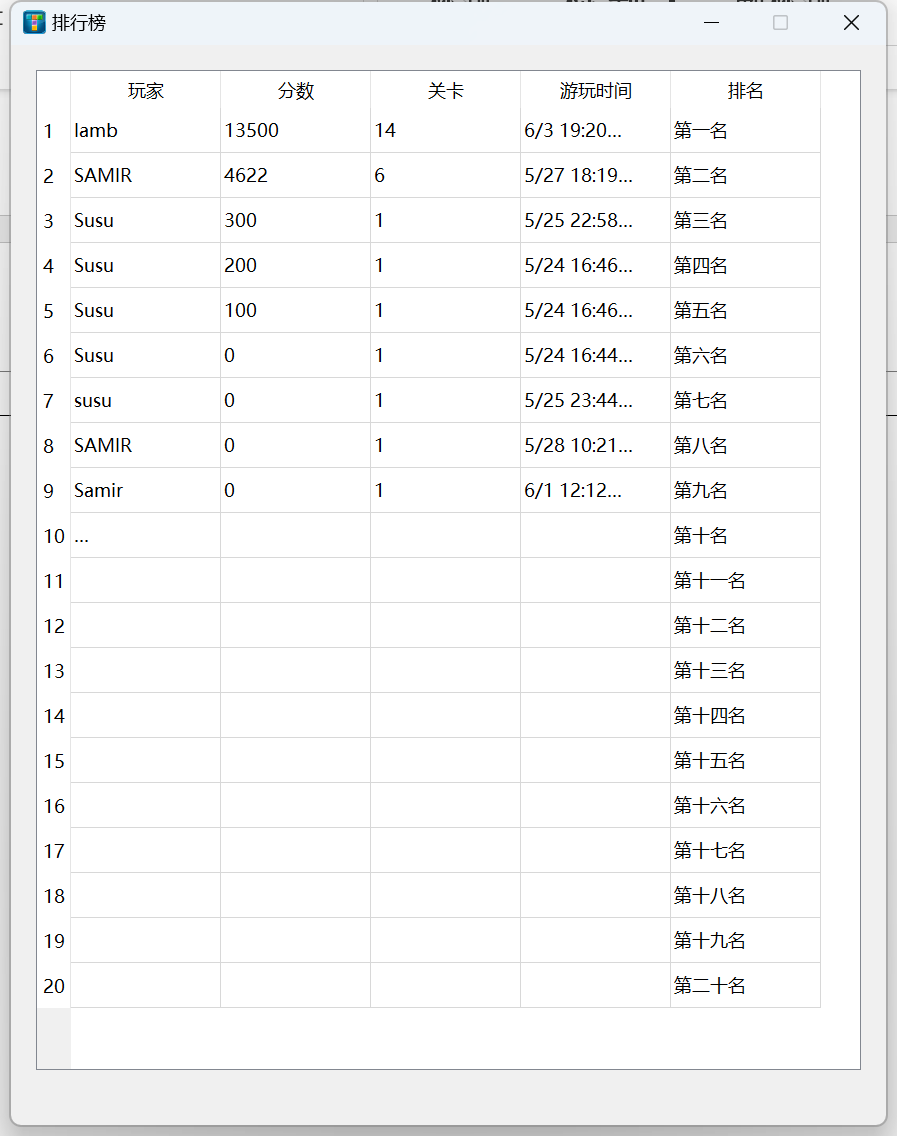 排行榜
玩家 分数 关卡 游玩时间 排名
1 lamb 13500 14 6/3 19:20... 第一名
2 SAMIR 4622 6 5/27 18:19... 第二名
3 Susu 300 1 5/25 22:58... 第三名
4 Susu 200 1 5/24 16:46... 第四名
5 Susu 100 1 5/24 16:46... 第五名
6 Susu 0 1 5/24 16:44... 第六名
7 susu 0 1 5/25 23:44... 第七名
8 SAMIR 0 1 5/28 10:21... 第八名
9 Samir 0 1 6/1 12:12... 第九名
10 ... 第十名
11 第十一名
12 第十二名
13 第十三名
14 第十四名
15 第十五名
16 第十六名
17 第十七名
18 第十八名
19 第十九名
20 第二十名